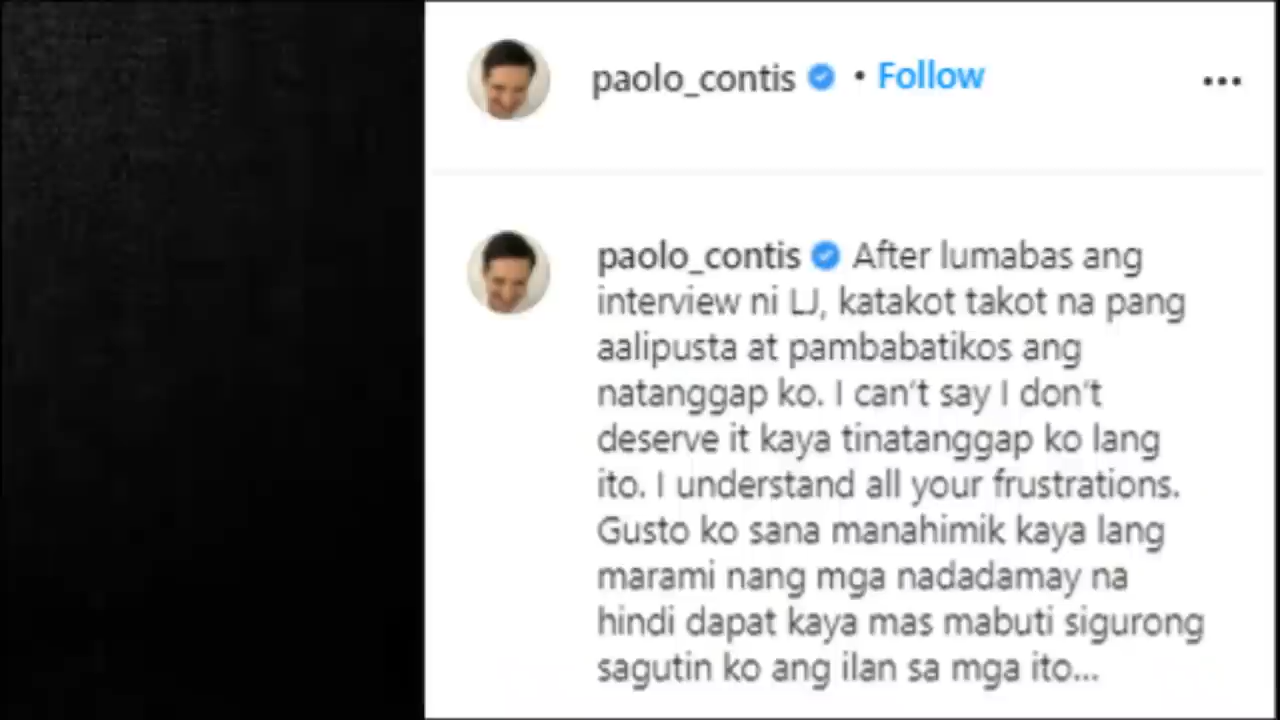 paolo_contis • Follow
paolo_contis After lumabas ang
interview ni LJ, katakot takot na pang
aalipusta at pambabatikos ang
natanggap ko. I can't say I don't
deserve it kaya tinatanggap ko lang
ito. I understand all your frustrations.
Gusto ko sana manahimik kaya lang
marami nang mga nadadamay na
hindi dapat kaya mas mabuti sigurong
sagutin ko ang ilan sa mga ito...